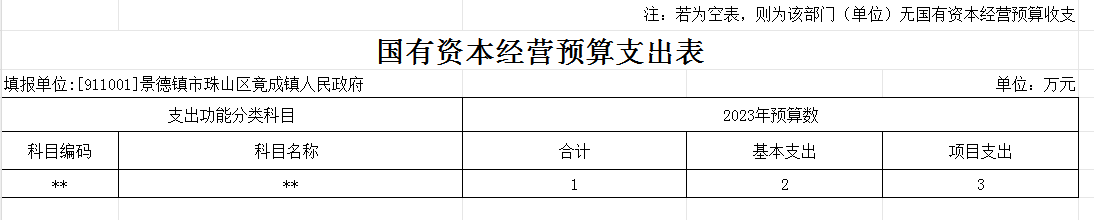 注：若为空表，则为该部门（单位）无国有资本经营预算收支
国有资本经营预算支出表
填报单位:[911001]景德镇市珠山区竟成镇人民政府 单位：万元
支出功能分类科目 2023年预算数
科目编码 科目名称 合计 基本支出 项目支出
** ** 1 2 3